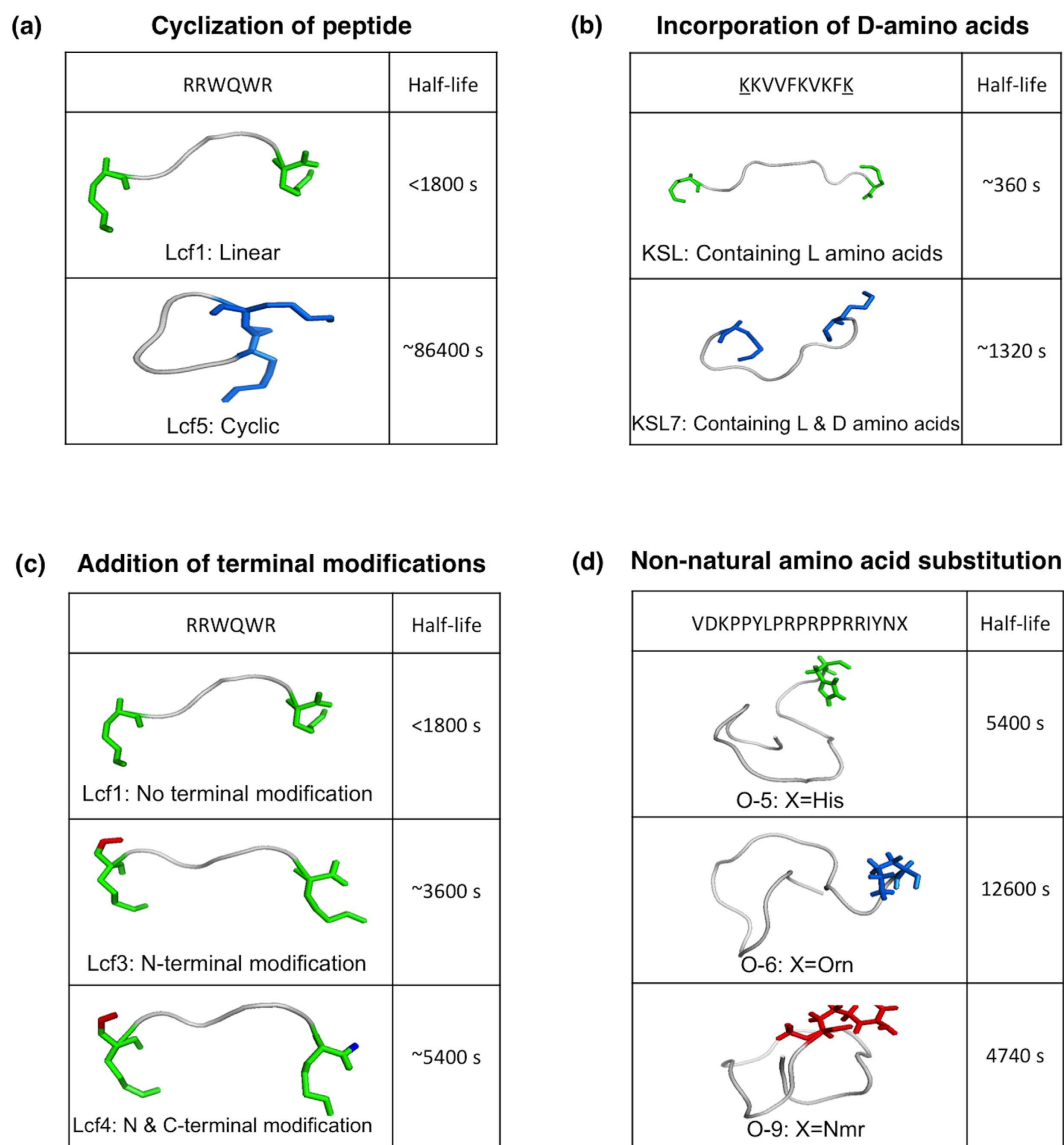 (a) Cyclization of peptide
RRWQWR Half-life
<1800 s
Lcf1: Linear
~86400 s
Lcf5: Cyclic
(b) Incorporation of D-amino acids
KKVVFKVKFK Half-life
~360 s
KSL: Containing L amino acids
~1320 s
KSL7: Containing L & D amino acids
(c) Addition of terminal modifications
RRWQWR Half-life
<1800 s
Lcf1: No terminal modification
~3600 s
Lcf3: N-terminal modification
~5400 s
Lcf4: N & C-terminal modification
(d) Non-natural amino acid substitution
VDKPPYLPRPRPPRRIYNX Half-life
5400 s
O-5: X=His
12600 s
O-6: X=Orn
4740 s
O-9: X=Nmr